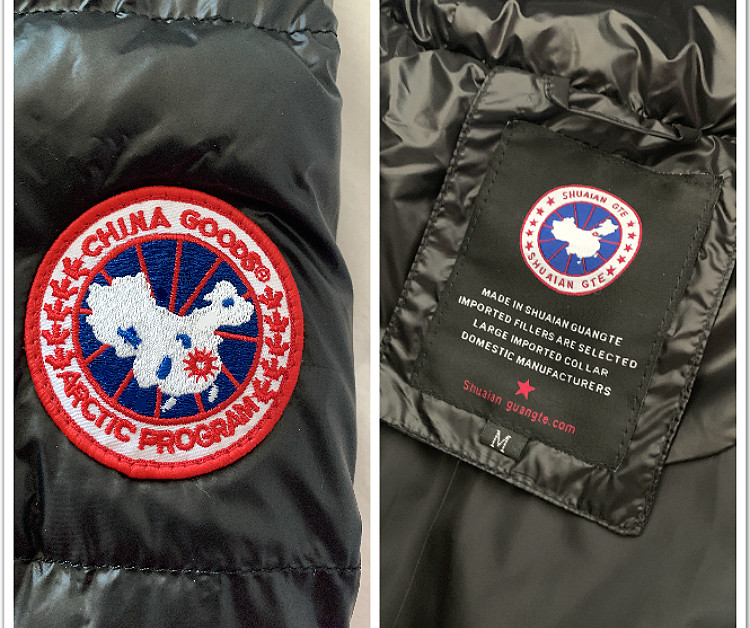 CHINA GOODS®
ARCTIC PROGRAM
SHUAIAN GTE
SHUAIAN GTE
MADE IN SHUAIAN GUANGTE
IMPORTED FILLERS ARE SELECTED
LARGE IMPORTED COLLAR
DOMESTIC MANUFACTURERS
Shuaian guangte.com
M